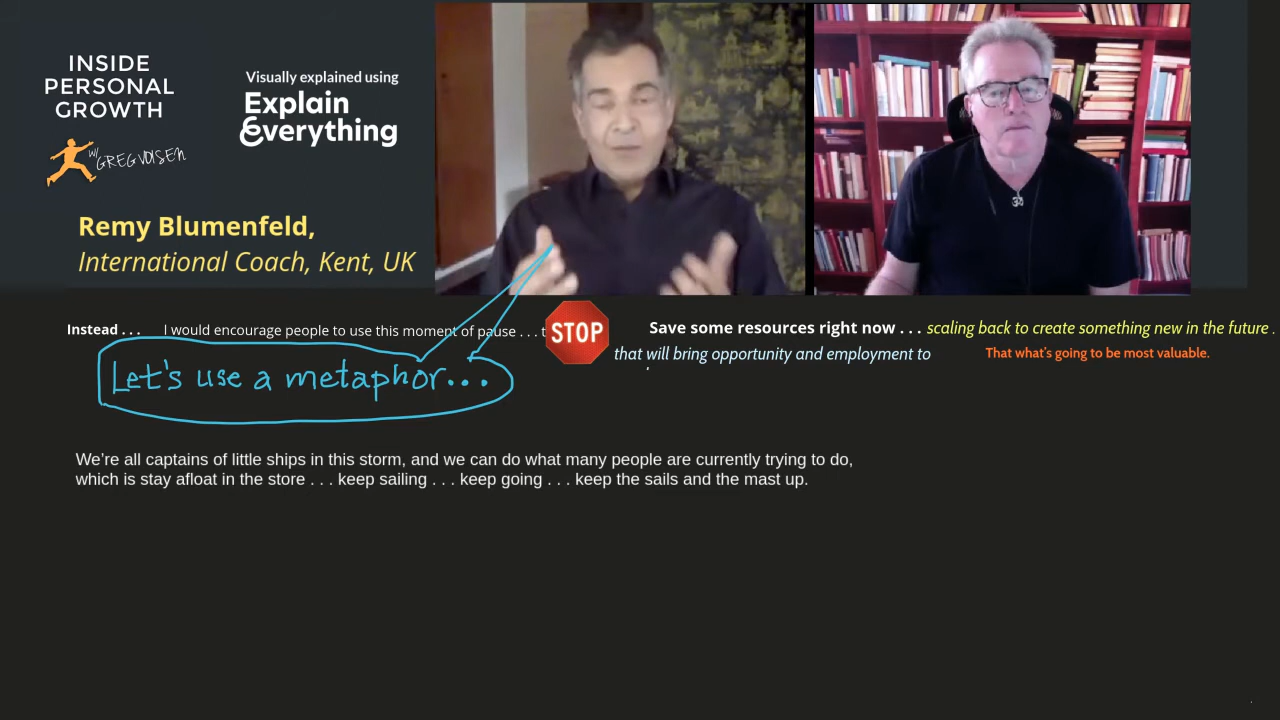 INSIDE
PERSONAL
GROWTH
w/ GREG VOISEN
Visually explained using
Explain
Everything
Remy Blumenfeld,
International Coach, Kent, UK
Instead . . . I would encourage people to use this moment of pause . . . t
STOP
Save some resources right now . . . scaling back to create something new in the future .
that will bring opportunity and employment to
That what's going to be most valuable.
Let's use a metaphor...
We're all captains of little ships in this storm, and we can do what many people are currently trying to do,
which is stay afloat in the store . . . keep sailing . . . keep going . . . keep the sails and the mast up.